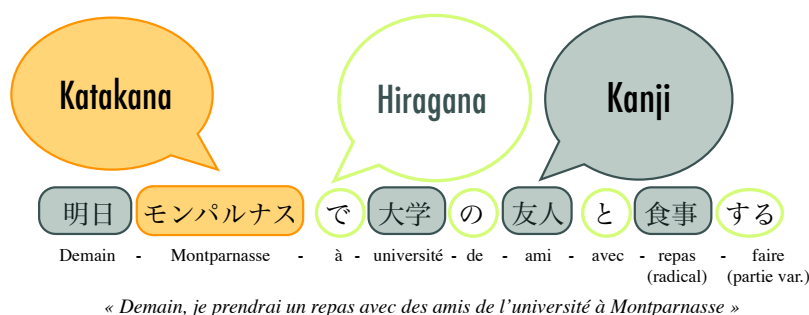 Katakana Hiragana Kanji
明日 モンパルナス で 大学 の 友人 と 食事 する
Demain - Montparnasse - à - université - de - ami - avec - repas - faire
(radical) (partie var.)
« Demain, je prendrai un repas avec des amis de l’université à Montparnasse »